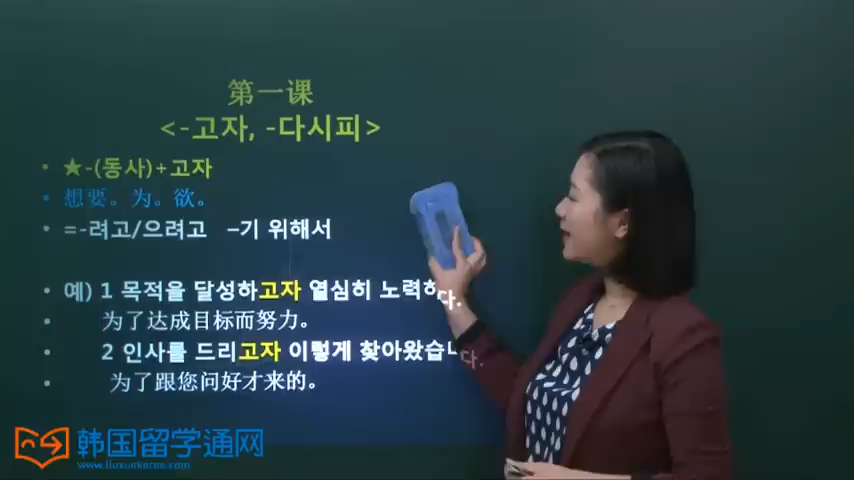 第一课
<-고자, -다시피>
• ★-(동사)+고자
• 想要。为。欲。
• =-려고/으려고 –기 위해서
• 예) 1 목적을 달성하고자 열심히 노력하다.
• 为了达成目标而努力。
• 2 인사를 드리고자 이렇게 찾아왔습니다.
• 为了跟您问好才来的。
韩国留学通网